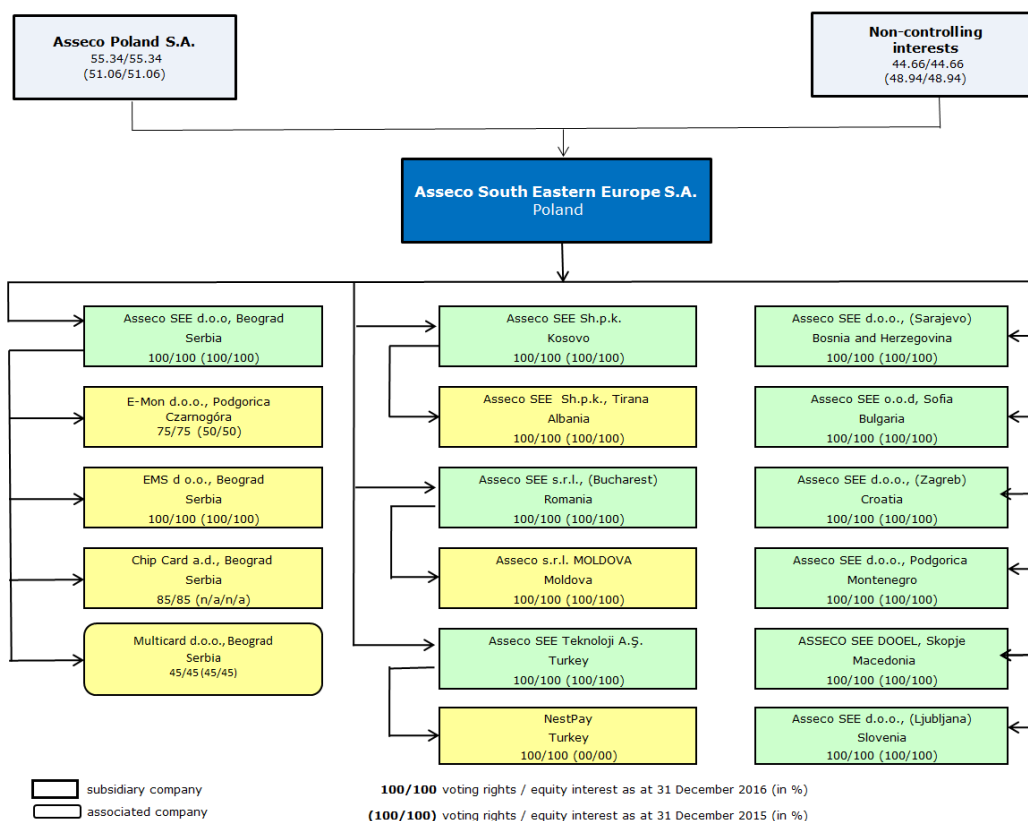 Asseco Poland S.A.
55.34/55.34
(51.06/51.06)
Non-controlling
interests
44.66/44.66
(48.94/48.94)
Asseco South Eastern Europe S.A.
Poland
Asseco SEE d.o.o, Beograd
Serbia
100/100 (100/100)
E-Mon d.o.o., Podgorica
Czarnogóra
75/75 (50/50)
EMS d o.o., Beograd
Serbia
100/100 (100/100)
Chip Card a.d., Beograd
Serbia
85/85 (n/a/n/a)
Multicard d.o.o., Beograd
Serbia
45/45 (45/45)
Asseco SEE Sh.p.k.
Kosovo
100/100 (100/100)
Asseco SEE Sh.p.k., Tirana
Albania
100/100 (100/100)
Asseco SEE s.r.l., (Bucharest)
Romania
100/100 (100/100)
Asseco s.r.l. MOLDOVA
Moldova
100/100 (100/100)
Asseco SEE Teknoloji A.Ş.
Turkey
100/100 (100/100)
NestPay
Turkey
100/100 (00/00)
Asseco SEE d.o.o., (Sarajevo)
Bosnia and Herzegovina
100/100 (100/100)
Asseco SEE o.o.d, Sofia
Bulgaria
100/100 (100/100)
Asseco SEE d.o.o., (Zagreb)
Croatia
100/100 (100/100)
Asseco SEE d.o.o., Podgorica
Montenegro
100/100 (100/100)
ASSECO SEE DOOEL, Skopje
Macedonia
100/100 (100/100)
Asseco SEE d.o.o., (Ljubljana)
Slovenia
100/100 (100/100)
subsidiary company
associated company
100/100 voting rights / equity interest as at 31 December 2016 (in %)
(100/100) voting rights / equity interest as at 31 December 2015 (in %)